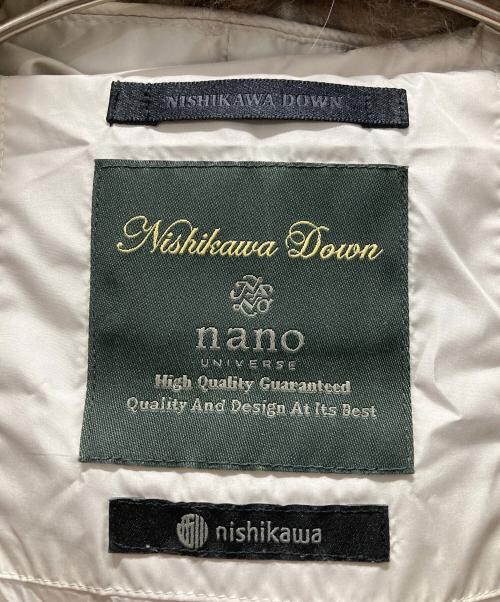 NISHIKAWA DOWN
Nishikawa Down
nano
UNIVERSE
High Quality Guaranteed
Quality And Design At Its Best
nishikawa